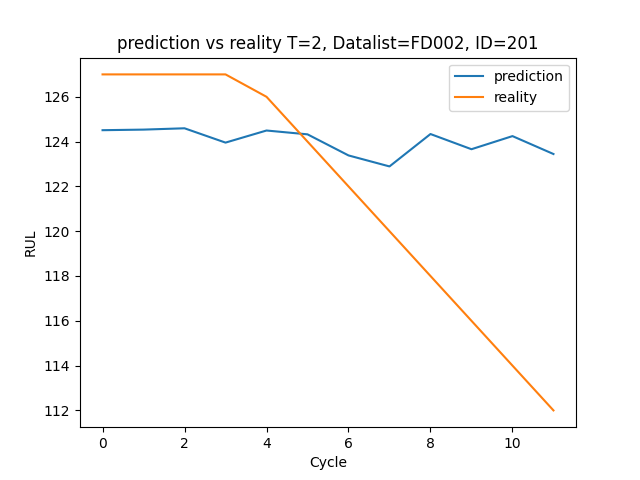 prediction vs reality T=2, Datalist=FD002, ID=201
prediction
reality
126
124
122
120
118
116
114
112
RUL
0 2 4 6 8 10
Cycle